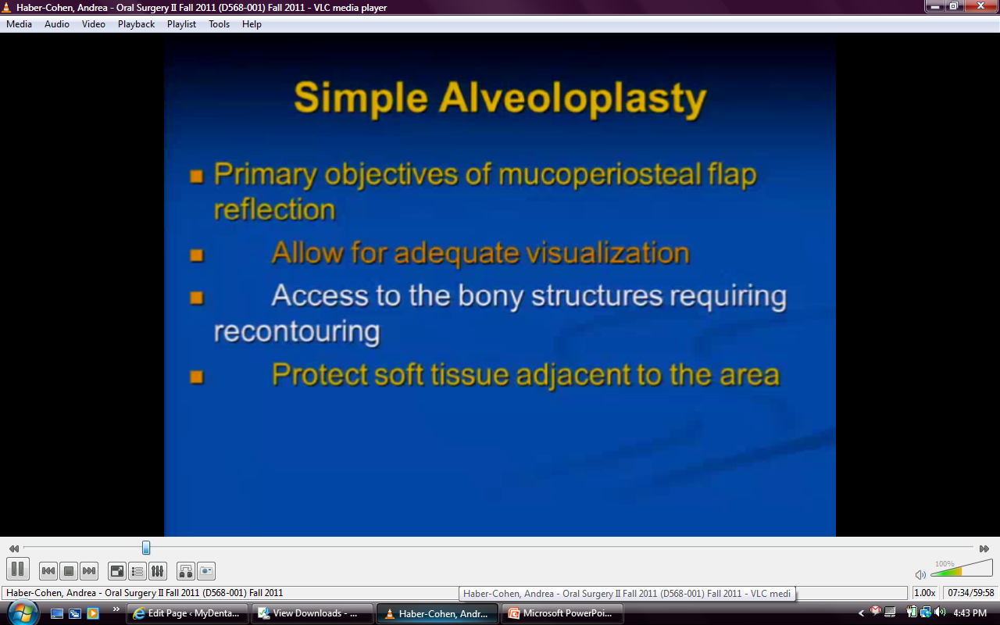 Haber-Cohen, Andrea - Oral Surgery II Fall 2011 (D568-001) Fall 2011 - VLC media player
Media Audio Video Playback Playlist Tools Help
Simple Alveoloplasty
Primary objectives of mucoperiosteal flap
reflection
Allow for adequate visualization
Access to the bony structures requiring
recontouring
Protect soft tissue adjacent to the area
100%
Haber-Cohen, Andrea - Oral Surgery II Fall 2011 (D568-001) Fall 2011
Haber-Cohen, Andrea - Oral Surgery II Fall 2011 (D568-001) Fall 2011 - VLC medi
1.00x 07:34/59:58
Edit Page ‹ MyDenta... View Downloads - ... Haber-Cohen, Andr... Microsoft PowerPoi... 4:43 PM